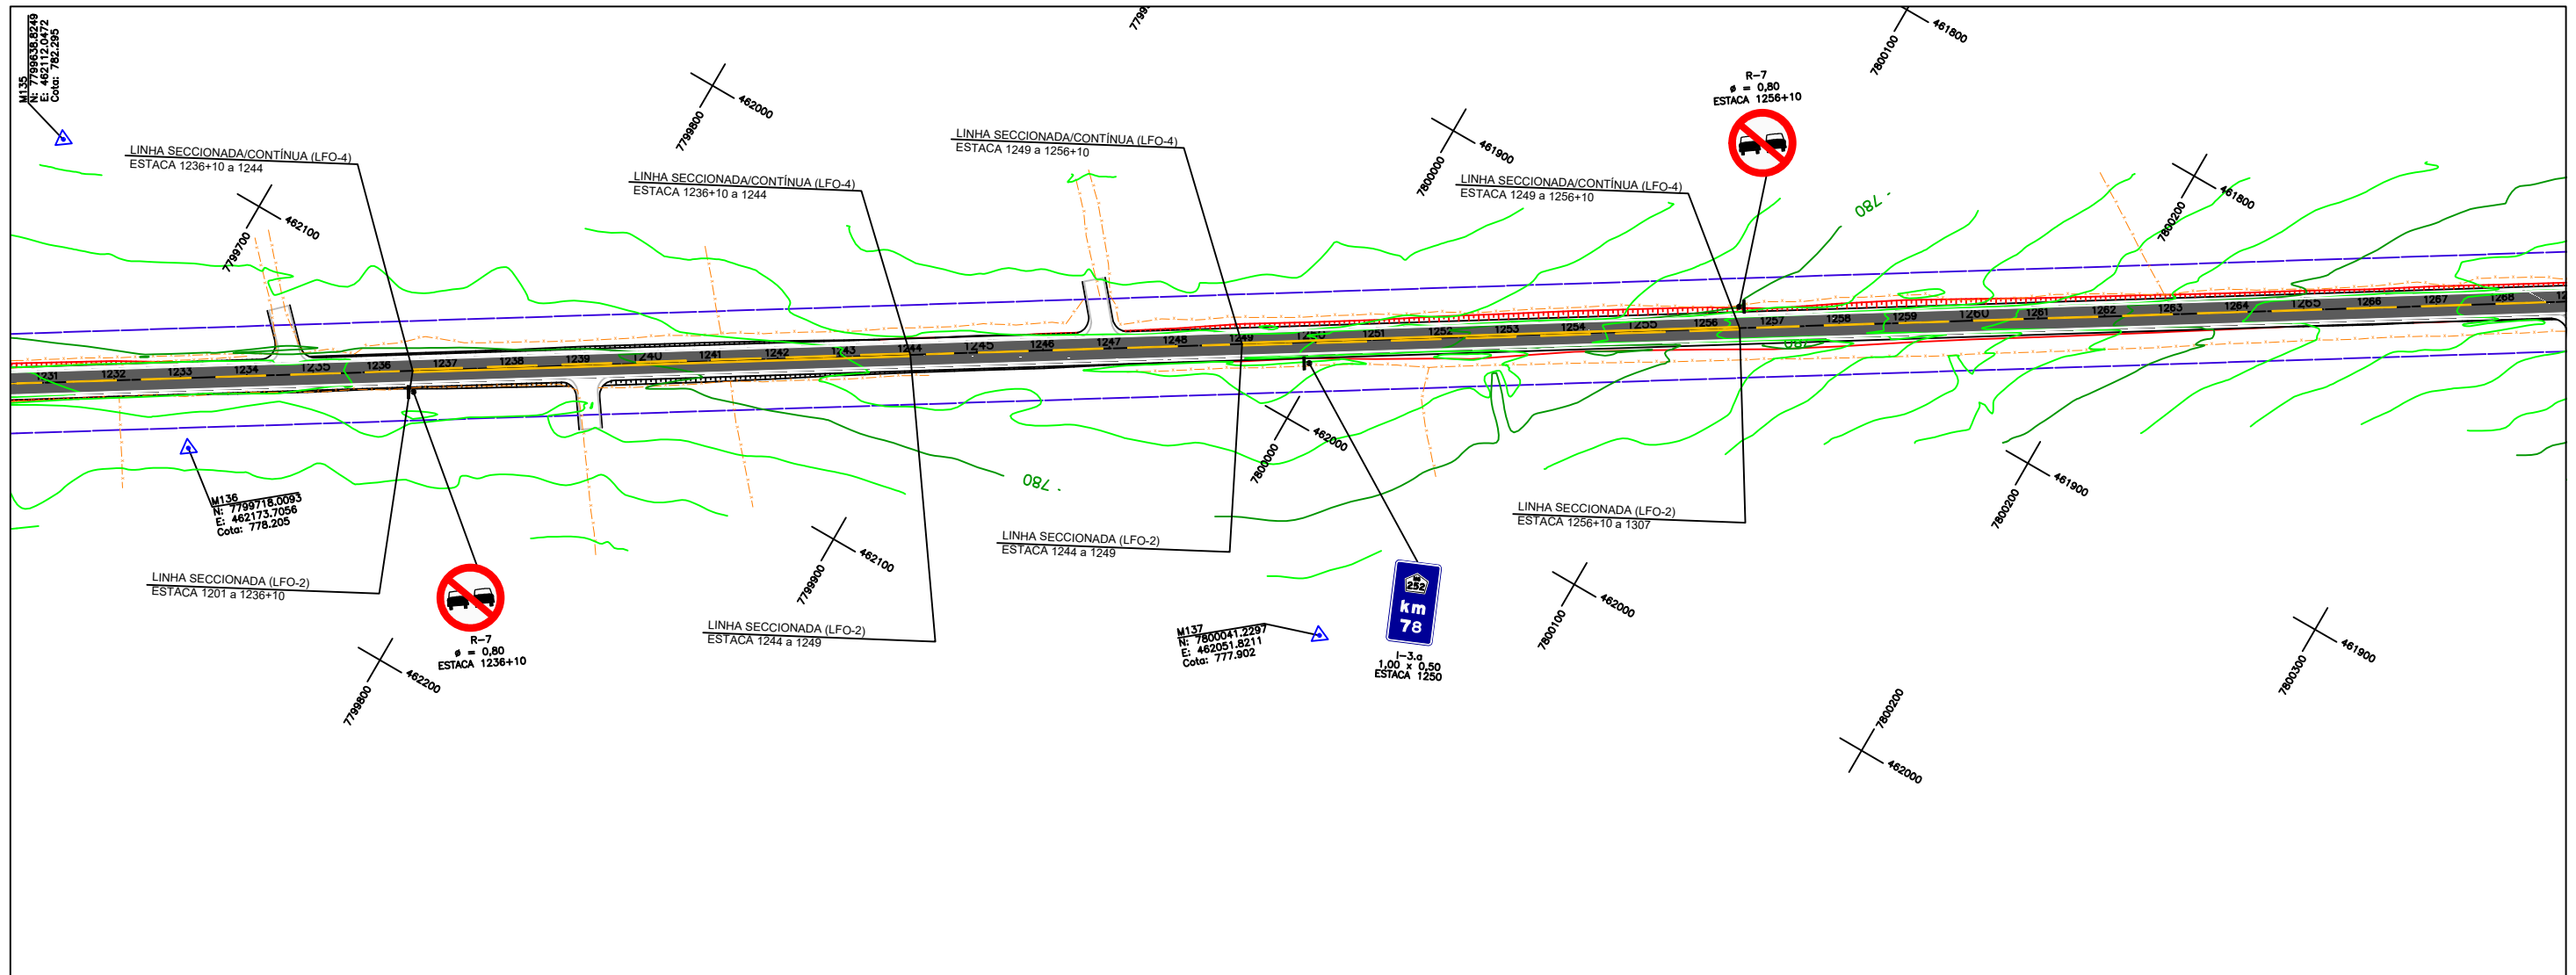 M135
N: 7799638.8249
E: 462112.0472
Cota: 782.295
LINHA SECCIONADA/CONTÍNUA (LFO-4)
ESTACA 1236+10 a 1244
7799700
462100
7799800
462000
LINHA SECCIONADA/CONTÍNUA (LFO-4)
ESTACA 1236+10 a 1244
LINHA SECCIONADA/CONTÍNUA (LFO-4)
ESTACA 1249 a 1256+10
7800000
461900
LINHA SECCIONADA/CONTÍNUA (LFO-4)
ESTACA 1249 a 1256+10
R-7
ø = 0,80
ESTACA 1256+10
7800100
461800
780
7800200
461800
1231 1232 1233 1234 1235 1236 1237 1238 1239 1240 1241 1242 1243 1244 1245 1246 1247 1248 1249 1250 1251 1252 1253 1254 1255 1256 1257 1258 1259 1260 1261 1262 1263 1264 1265 1266 1267 1268
780
M136
N: 7799718.0093
E: 462173.7056
Cota: 778.205
LINHA SECCIONADA (LFO-2)
ESTACA 1201 a 1236+10
R-7
ø = 0,80
ESTACA 1236+10
7799800
462200
LINHA SECCIONADA (LFO-2)
ESTACA 1244 a 1249
7799900
462100
780
LINHA SECCIONADA (LFO-2)
ESTACA 1244 a 1249
7800000
462000
M137
N: 7800041.2297
E: 462051.8211
Cota: 777.902
252
km
78
I-3.a
1,00 x 0,50
ESTACA 1250
LINHA SECCIONADA (LFO-2)
ESTACA 1256+10 a 1307
7800100
462000
7800200
461900
7800200
462000
7800300
461900